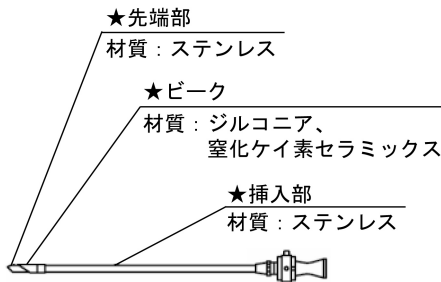 ★先端部
材質：ステンレス
★ビーク
材質：ジルコニア、
窒化ケイ素セラミックス
★挿入部
材質：ステンレス